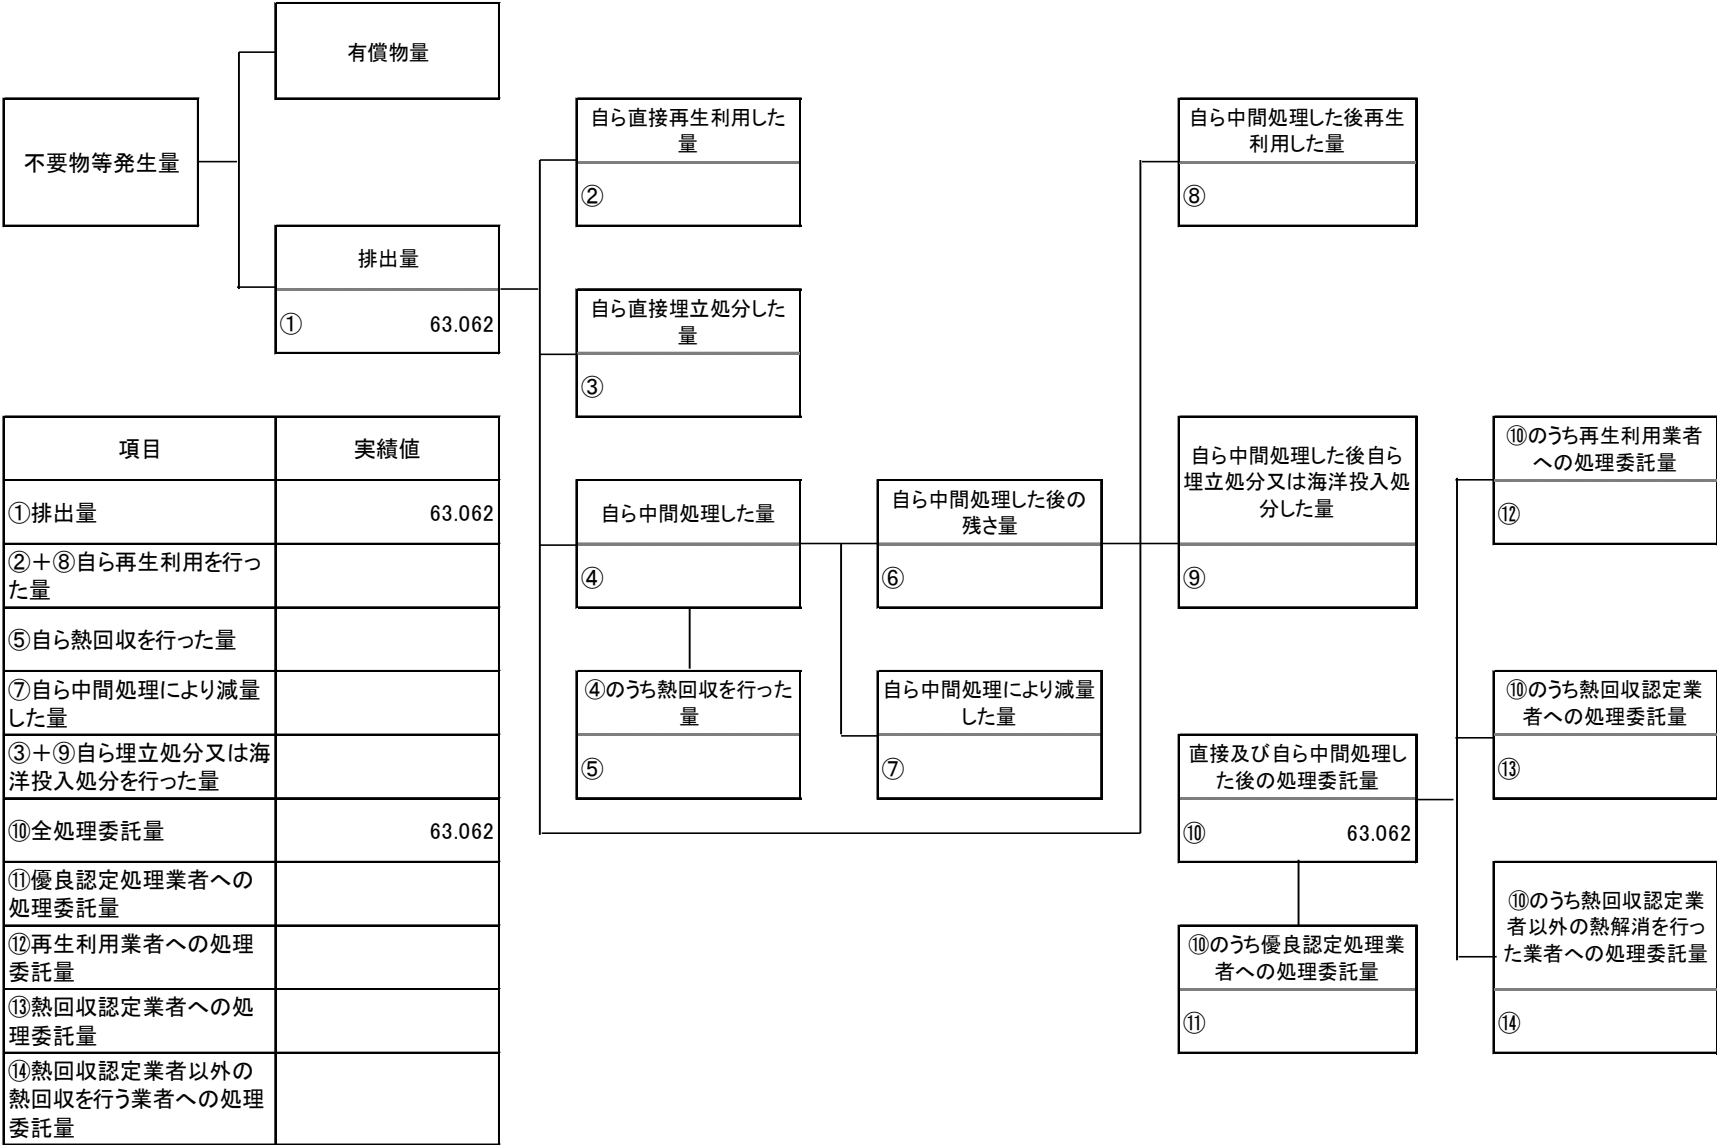 有償物量
不要物等発生量
排出量
①
63.062
自ら直接再生利用した
量
②
自ら直接埋立処分した
量
③
自ら中間処理した量
④
④のうち熱回収を行った
量
⑤
自ら中間処理した後の
残さ量
⑥
自ら中間処理により減量
した量
⑦
自ら中間処理した後再生
利用した量
⑧
自ら中間処理した後自ら
埋立処分又は海洋投入処
分した量
⑨
直接及び自ら中間処理し
た後の処理委託量
⑩
63.062
⑩のうち優良認定処理業
者への処理委託量
⑪
⑩のうち再生利用業者
への処理委託量
⑫
⑩のうち熱回収認定業
者への処理委託量
⑬
⑩のうち熱回収認定業
者以外の熱解消を行っ
た業者への処理委託量
⑭
項目
実績値
①排出量
63.062
②＋⑧自ら再生利用を行っ
た量
⑤自ら熱回収を行った量
⑦自ら中間処理により減量
した量
③＋⑨自ら埋立処分又は海
洋投入処分を行った量
⑩全処理委託量
63.062
⑪優良認定処理業者への
処理委託量
⑫再生利用業者への処理
委託量
⑬熱回収認定業者への処
理委託量
⑭熱回収認定業者以外の
熱回収を行う業者への処理
委託量